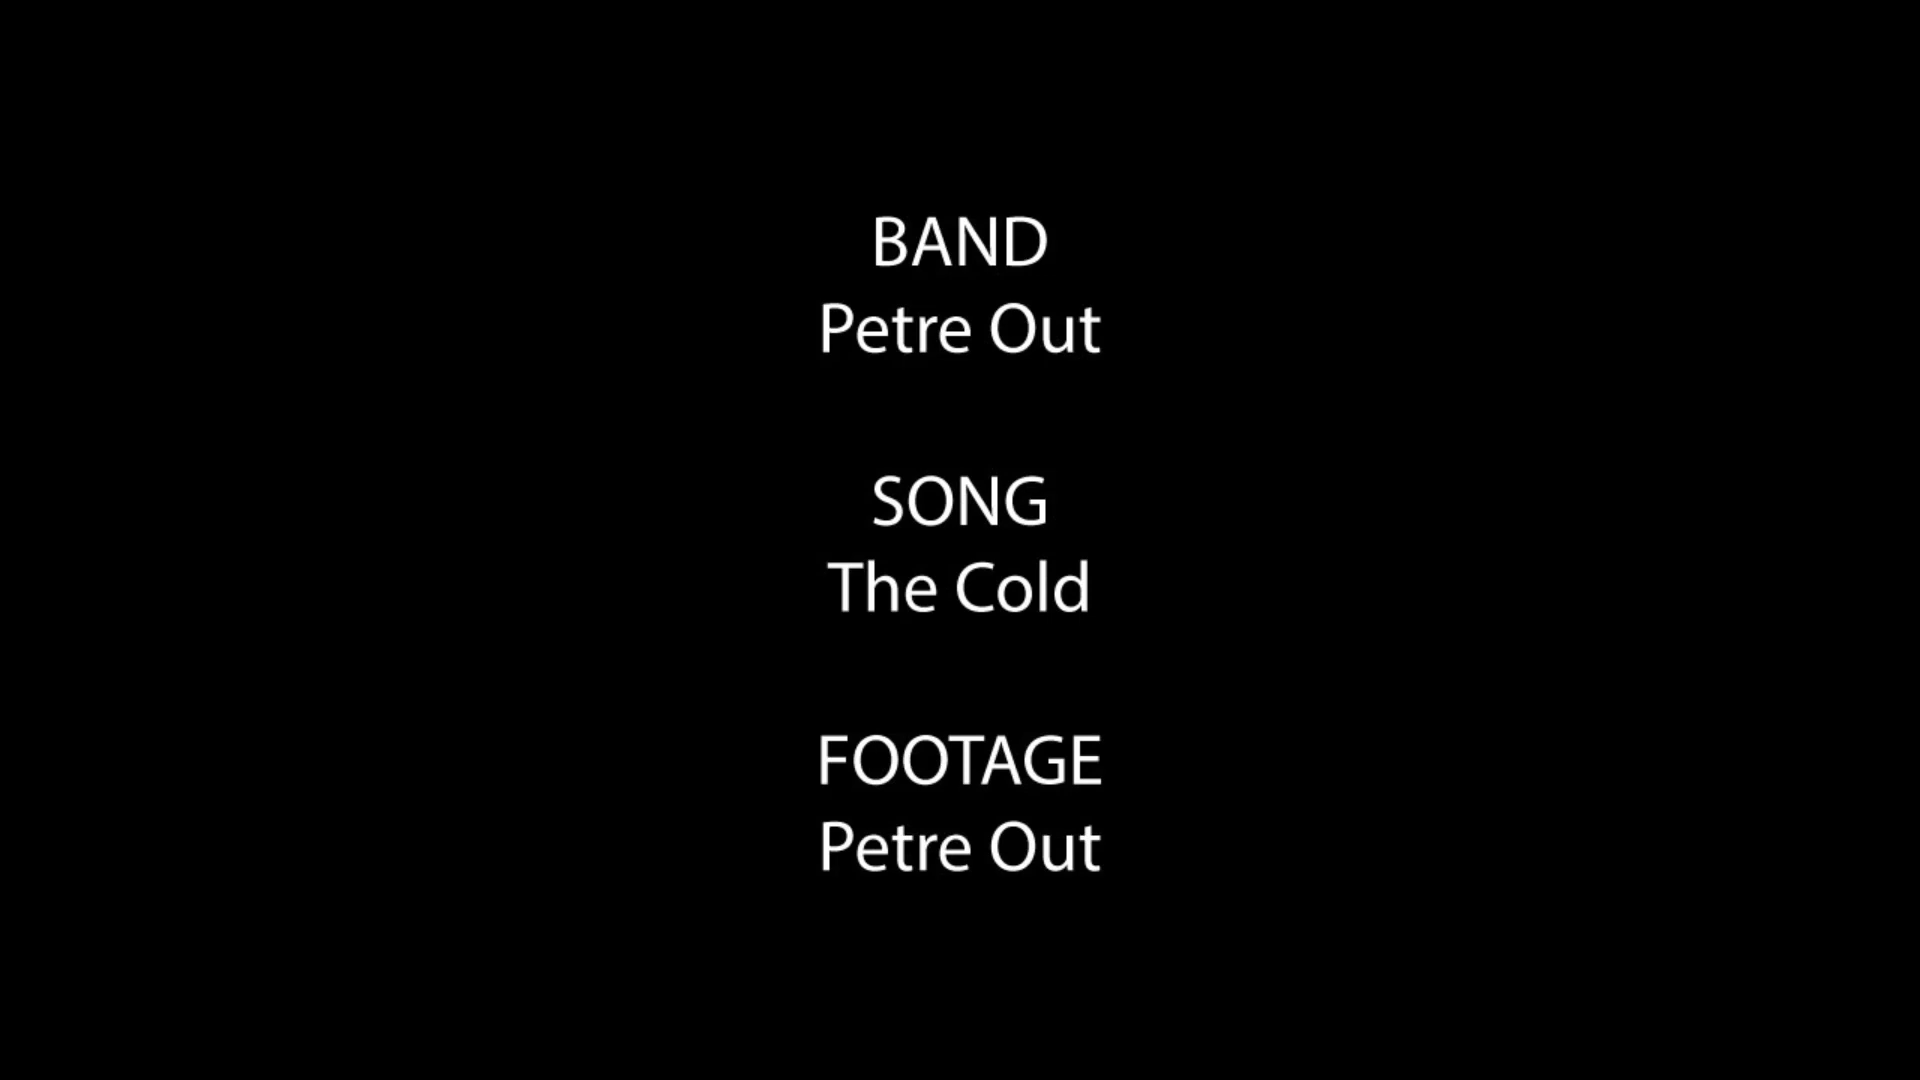 BAND
Petre Out
SONG
The Cold
FOOTAGE
Petre Out